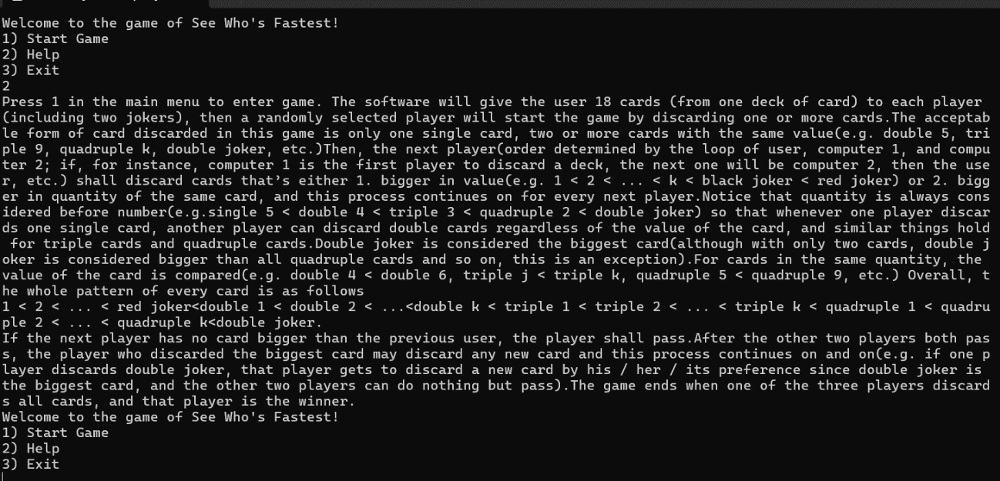 Welcome to the game of See Who's Fastest!
1) Start Game
2) Help
3) Exit
2
Press 1 in the main menu to enter game. The software will give the user 18 cards (from one deck of card) to each player
(including two jokers), then a randomly selected player will start the game by discarding one or more cards.The acceptab
le form of card discarded in this game is only one single card, two or more cards with the same value(e.g. double 5, tri
ple 9, quadruple k, double joker, etc.)Then, the next player(order determined by the loop of user, computer 1, and compu
ter 2; if, for instance, computer 1 is the first player to discard a deck, the next one will be computer 2, then the use
r, etc.) shall discard cards that's either 1. bigger in value(e.g. 1 < 2 < ... < k < black joker < red joker) or 2. bigg
er in quantity of the same card, and this process continues on for every next player.Notice that quantity is always cons
idered before number(e.g.single 5 < double 4 < triple 3 < quadruple 2 < double joker) so that whenever one player discar
ds one single card, another player can discard double cards regardless of the value of the card, and similar things hold
 for triple cards and quadruple cards.Double joker is considered the biggest card(although with only two cards, double j
oker is considered bigger than all quadruple cards and so on, this is an exception).For cards in the same quantity, the
value of the card is compared(e.g. double 4 < double 6, triple j < triple k, quadruple 5 < quadruple 9, etc.) Overall, t
he whole pattern of every card is as follows
1 < 2 < ... < red joker<double 1 < double 2 < ...<double k < triple 1 < triple 2 < ... < triple k < quadruple 1 < quadru
ple 2 < ... < quadruple k<double joker.
If the next player has no card bigger than the previous user, the player shall pass.After the other two players both pas
s, the player who discarded the biggest card may discard any new card and this process continues on and on(e.g. if one p
layer discards double joker, that player gets to discard a new card by his / her / its preference since double joker is
the biggest card, and the other two players can do nothing but pass).The game ends when one of the three players discard
s all cards, and that player is the winner.
Welcome to the game of See Who's Fastest!
1) Start Game
2) Help
3) Exit